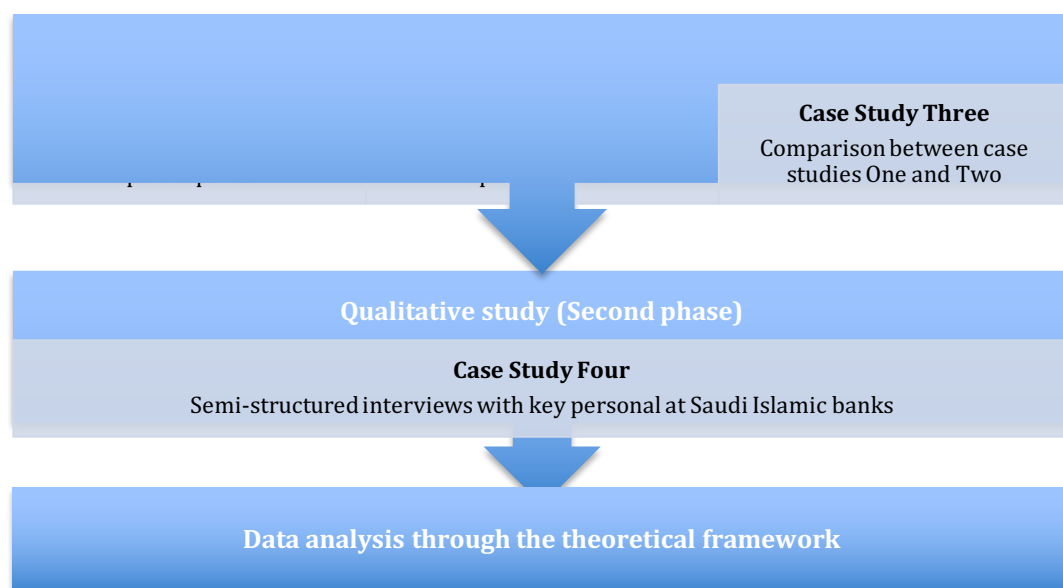 Case Study Three
Comparison between case
studies One and Two
Qualitative study (Second phase)
Case Study Four
Semi-structured interviews with key personal at Saudi Islamic banks
Data analysis through the theoretical framework